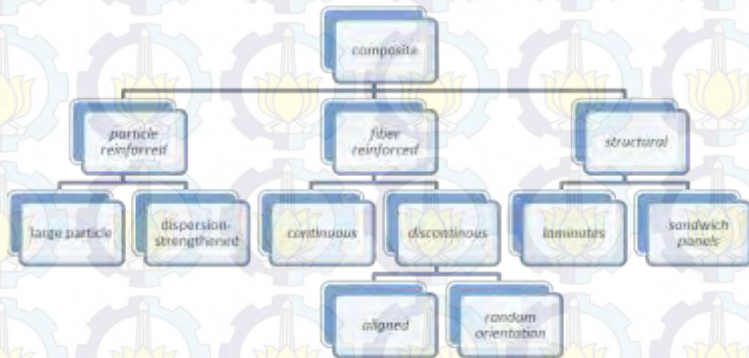 composite
particle
reinforced
fiber
reinforced
structural
large particle
dispersion-
strengthened
continuous
discontinous
laminates
sandwich
panels
aligned
random
orientation